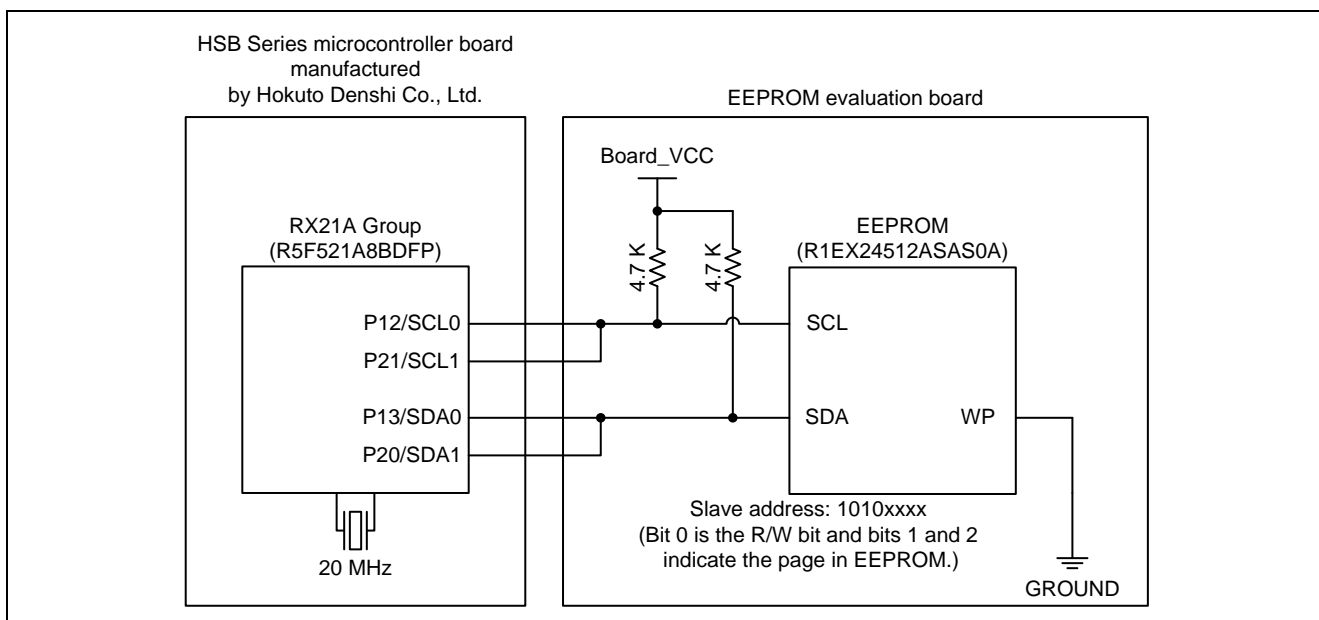 HSB Series microcontroller board
manufactured
by Hokuto Denshi Co., Ltd.
EEPROM evaluation board
Board_VCC
RX21A Group
(R5F521A8BDFP)
EEPROM
(R1EX24512ASAS0A)
4.7 K
4.7 K
P12/SCL0
SCL
P21/SCL1
P13/SDA0
SDA
WP
P20/SDA1
Slave address: 1010xxxx
(Bit 0 is the R/W bit and bits 1 and 2
indicate the page in EEPROM.)
20 MHz
GROUND